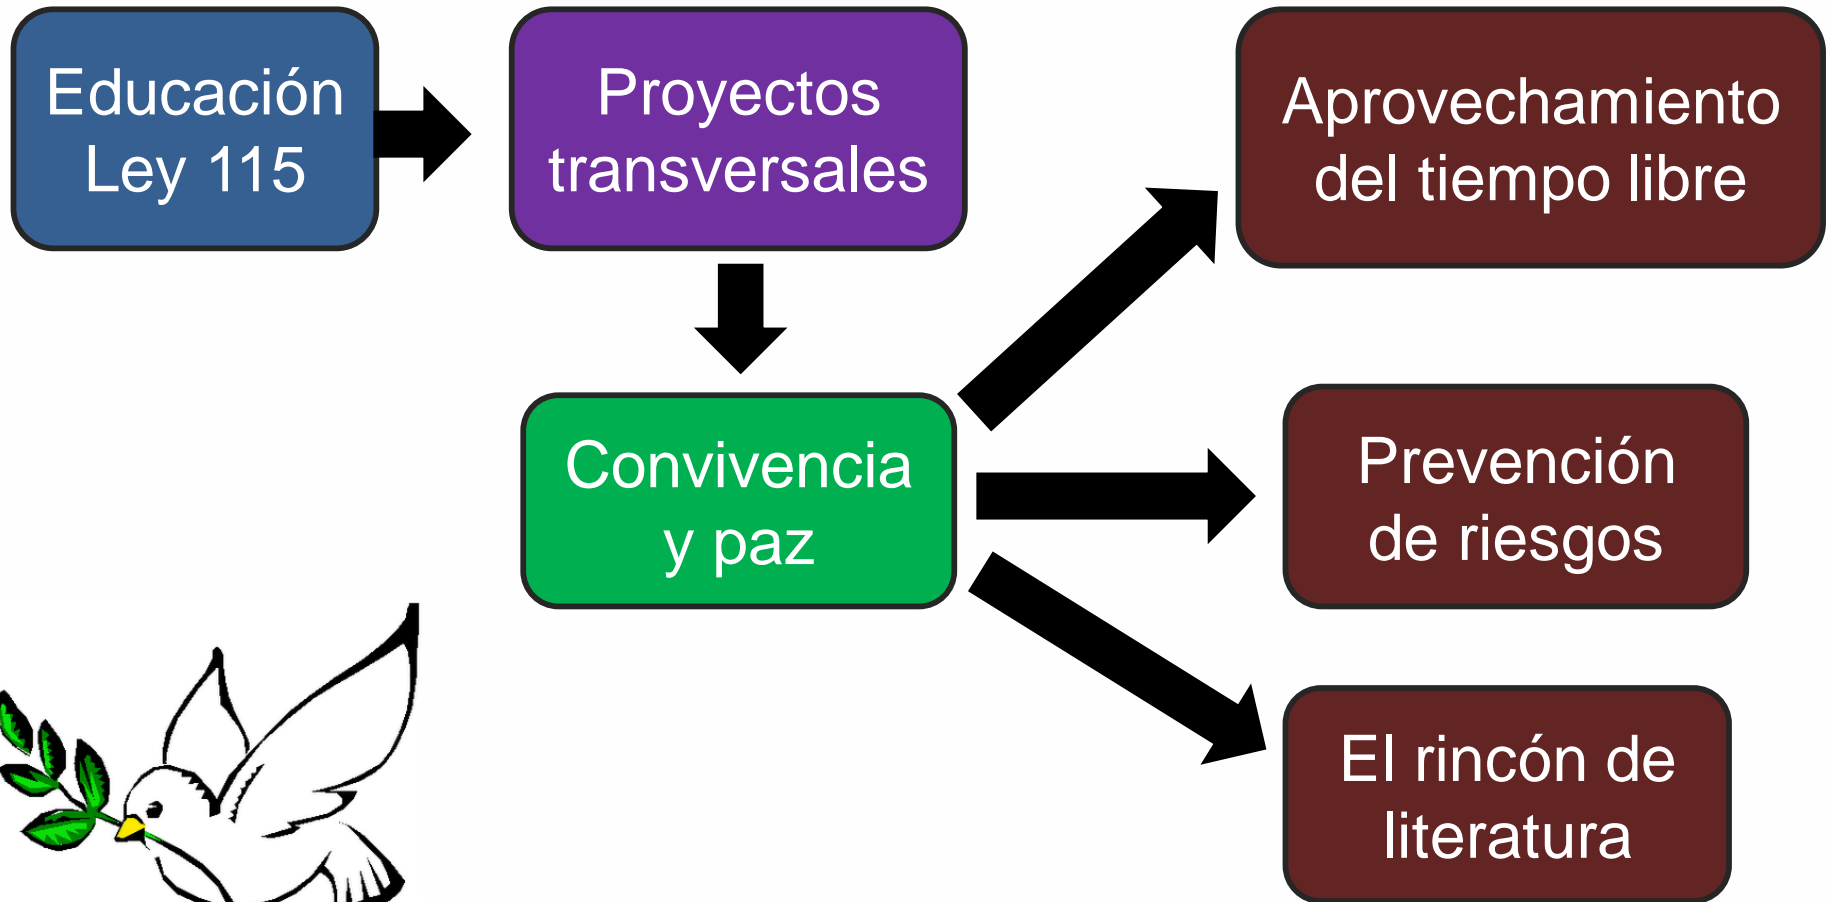 Educación
Ley 115
Proyectos
transversales
Aprovechamiento
del tiempo libre
Convivencia
y paz
Prevención
de riesgos
El rincón de
literatura